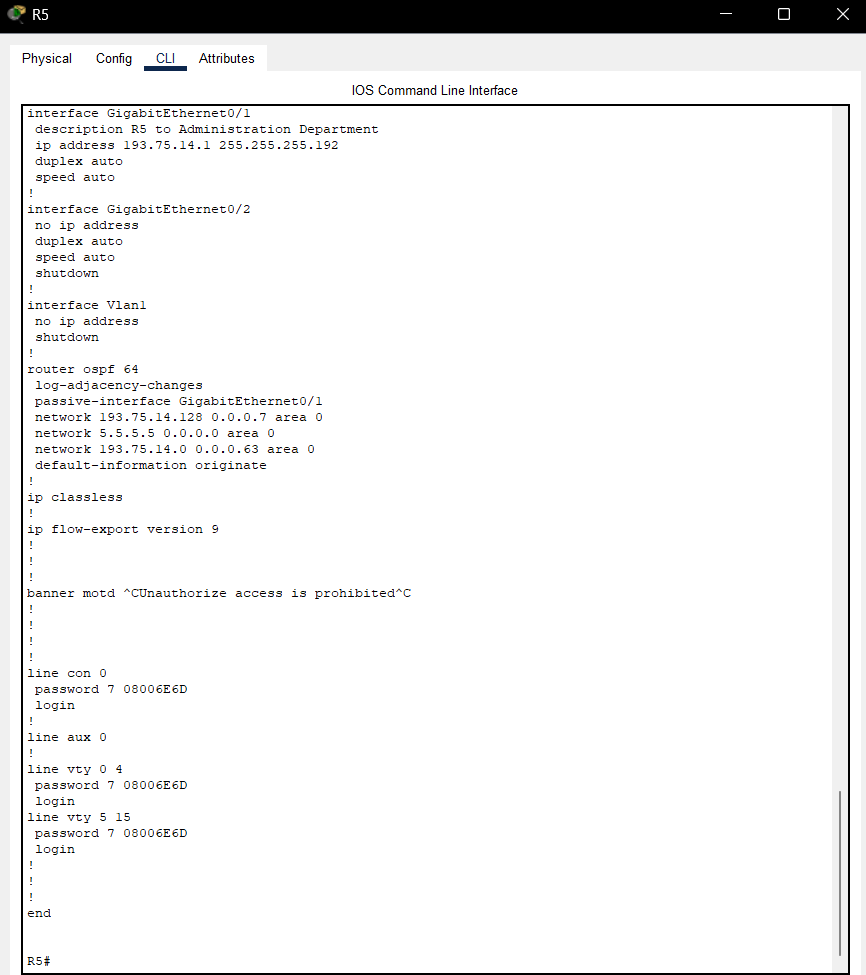 R5
Physical Config CLI Attributes
IOS Command Line Interface
interface GigabitEthernet0/1
 description R5 to Administration Department
 ip address 193.75.14.1 255.255.255.192
 duplex auto
 speed auto
!
interface GigabitEthernet0/2
 no ip address
 duplex auto
 speed auto
 shutdown
!
interface Vlan1
 no ip address
 shutdown
!
router ospf 64
 log-adjacency-changes
 passive-interface GigabitEthernet0/1
 network 193.75.14.128 0.0.0.7 area 0
 network 5.5.5.5 0.0.0.0 area 0
 network 193.75.14.0 0.0.0.63 area 0
 default-information originate
!
ip classless
!
ip flow-export version 9
!
!
!
banner motd ^CUnauthorize access is prohibited^C
!
!
!
!
line con 0
 password 7 08006E6D
 login
!
line aux 0
!
line vty 0 4
 password 7 08006E6D
 login
line vty 5 15
 password 7 08006E6D
 login
!
!
!
end
R5#